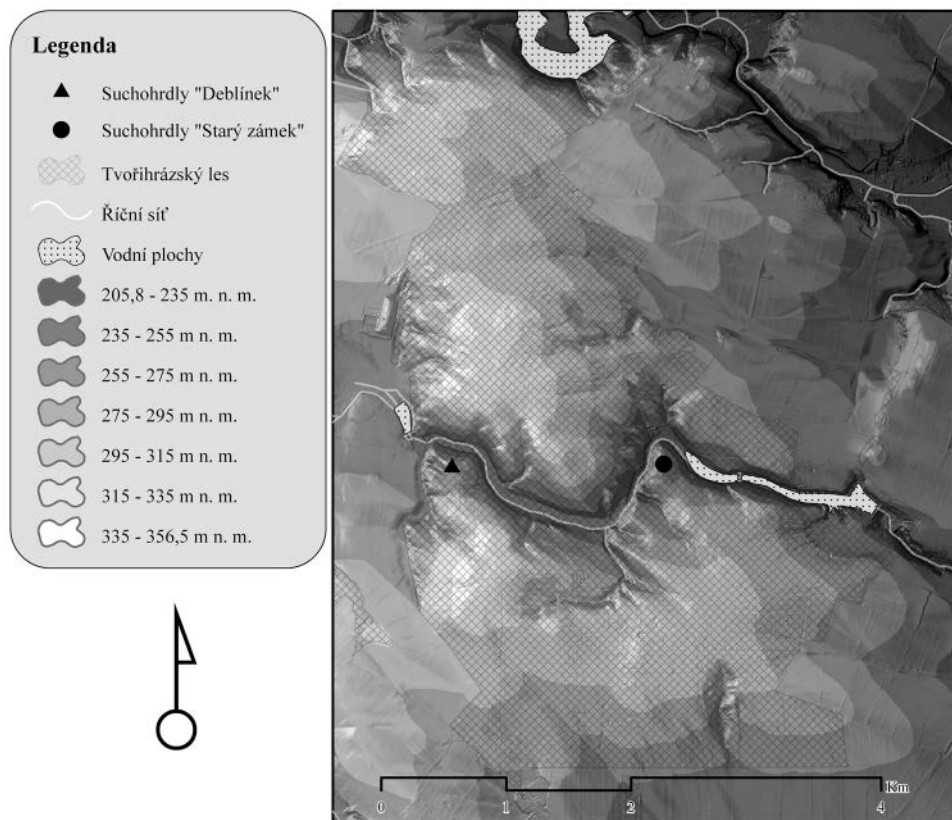 Legenda
Suchohrdly "Deblínek"
Suchohrdly "Starý zámek"
Tvořihrázský les
Říční síť
Vodní plochy
205,8 - 235 m. n. m.
235 - 255 m n. m.
255 - 275 m n. m.
275 - 295 m n. m.
295 - 315 m n. m.
315 - 335 m n. m.
335 - 356,5 m n. m.
Km
0 1 2 4